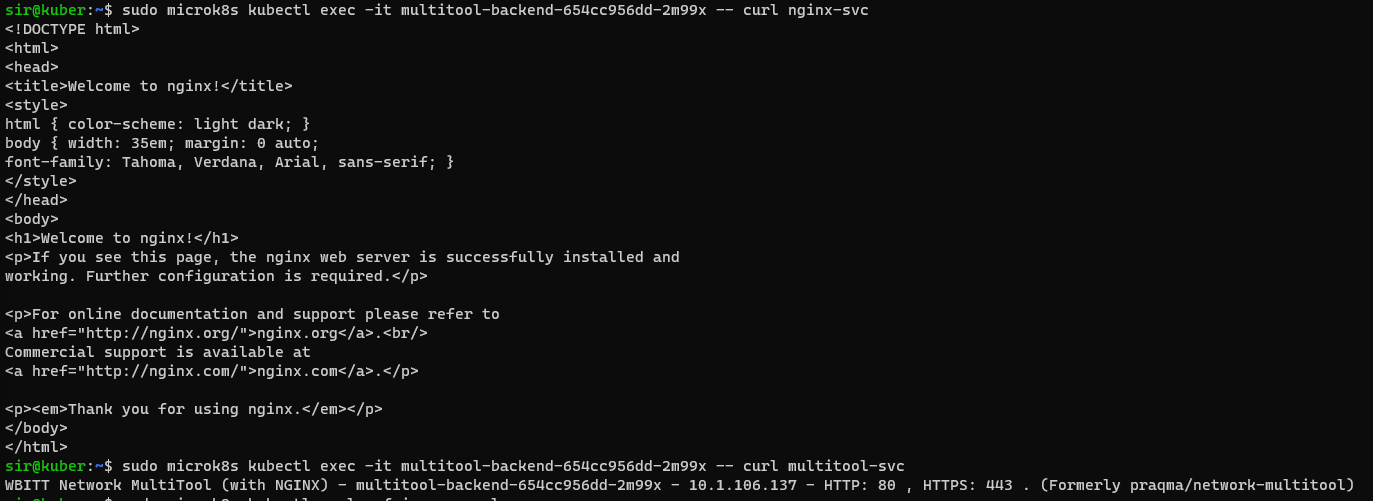 sir@kuber:~$ sudo microk8s kubectl exec -it multitool-backend-654cc956dd-2m99x -- curl nginx-svc
<!DOCTYPE html>
<html>
<head>
<title>Welcome to nginx!</title>
<style>
html { color-scheme: light dark; }
body { width: 35em; margin: 0 auto;
font-family: Tahoma, Verdana, Arial, sans-serif; }
</style>
</head>
<body>
<h1>Welcome to nginx!</h1>
<p>If you see this page, the nginx web server is successfully installed and
working. Further configuration is required.</p>

<p>For online documentation and support please refer to
<a href="http://nginx.org/">nginx.org</a>.<br/>
Commercial support is available at
<a href="http://nginx.com/">nginx.com</a>.</p>

<p><em>Thank you for using nginx.</em></p>
</body>
</html>
sir@kuber:~$ sudo microk8s kubectl exec -it multitool-backend-654cc956dd-2m99x -- curl multitool-svc
WBITT Network MultiTool (with NGINX) - multitool-backend-654cc956dd-2m99x - 10.1.106.137 - HTTP: 80 , HTTPS: 443 . (Formerly praqma/network-multitool)